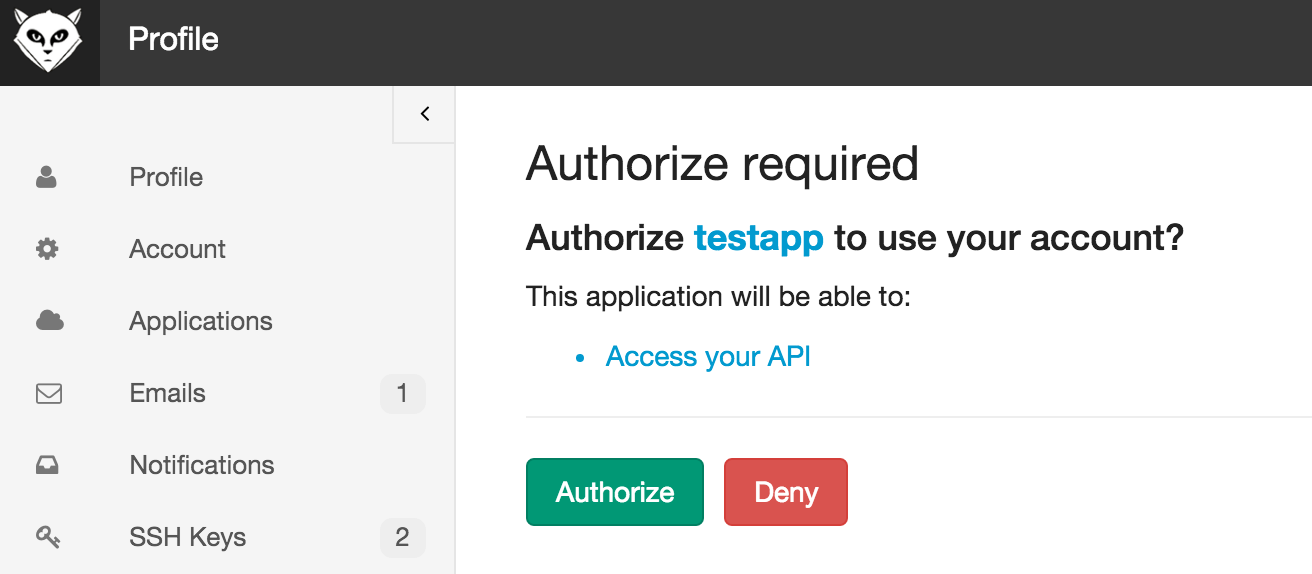 Profile
Profile
Account
Applications
Emails 1
Notifications
SSH Keys 2
Authorize required
Authorize testapp to use your account?
This application will be able to:
Access your API
Authorize Deny